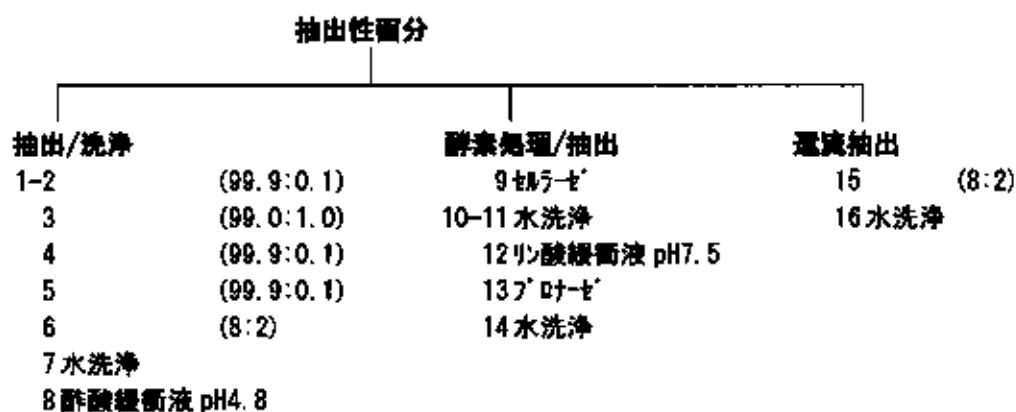 抽出性画分
抽出/洗浄
1-2 (99.9:0.1)
3 (99.0:1.0)
4 (99.9:0.1)
5 (99.9:0.1)
6 (8:2)
7 水洗浄
8 酢酸緩衝液 pH4.8
酵素処理/抽出
9 ｾﾙﾗｰｾﾞ
10-11 水洗浄
12 ﾘﾝ酸緩衝液 pH7.5
13 ﾌﾟﾛﾅｰｾﾞ
14 水洗浄
還流抽出
15 (8:2)
16 水洗浄